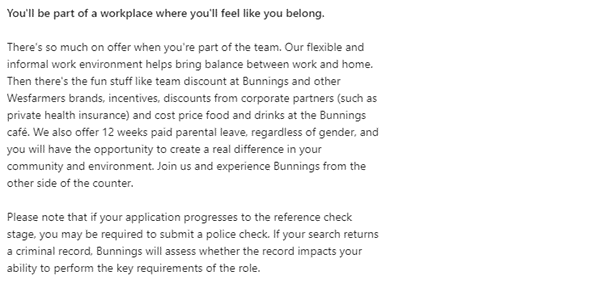 You'll be part of a workplace where you'll feel like you belong.
There's so much on offer when you're part of the team. Our flexible and
informal work environment helps bring balance between work and home.
Then there's the fun stuff like team discount at Bunnings and other
Wesfarmers brands, incentives, discounts from corporate partners (such as
private health insurance) and cost price food and drinks at the Bunnings
café. We also offer 12 weeks paid parental leave, regardless of gender, and
you will have the opportunity to create a real difference in your
community and environment. Join us and experience Bunnings from the
other side of the counter.
Please note that if your application progresses to the reference check
stage, you may be required to submit a police check. If your search returns
a criminal record, Bunnings will assess whether the record impacts your
ability to perform the key requirements of the role.